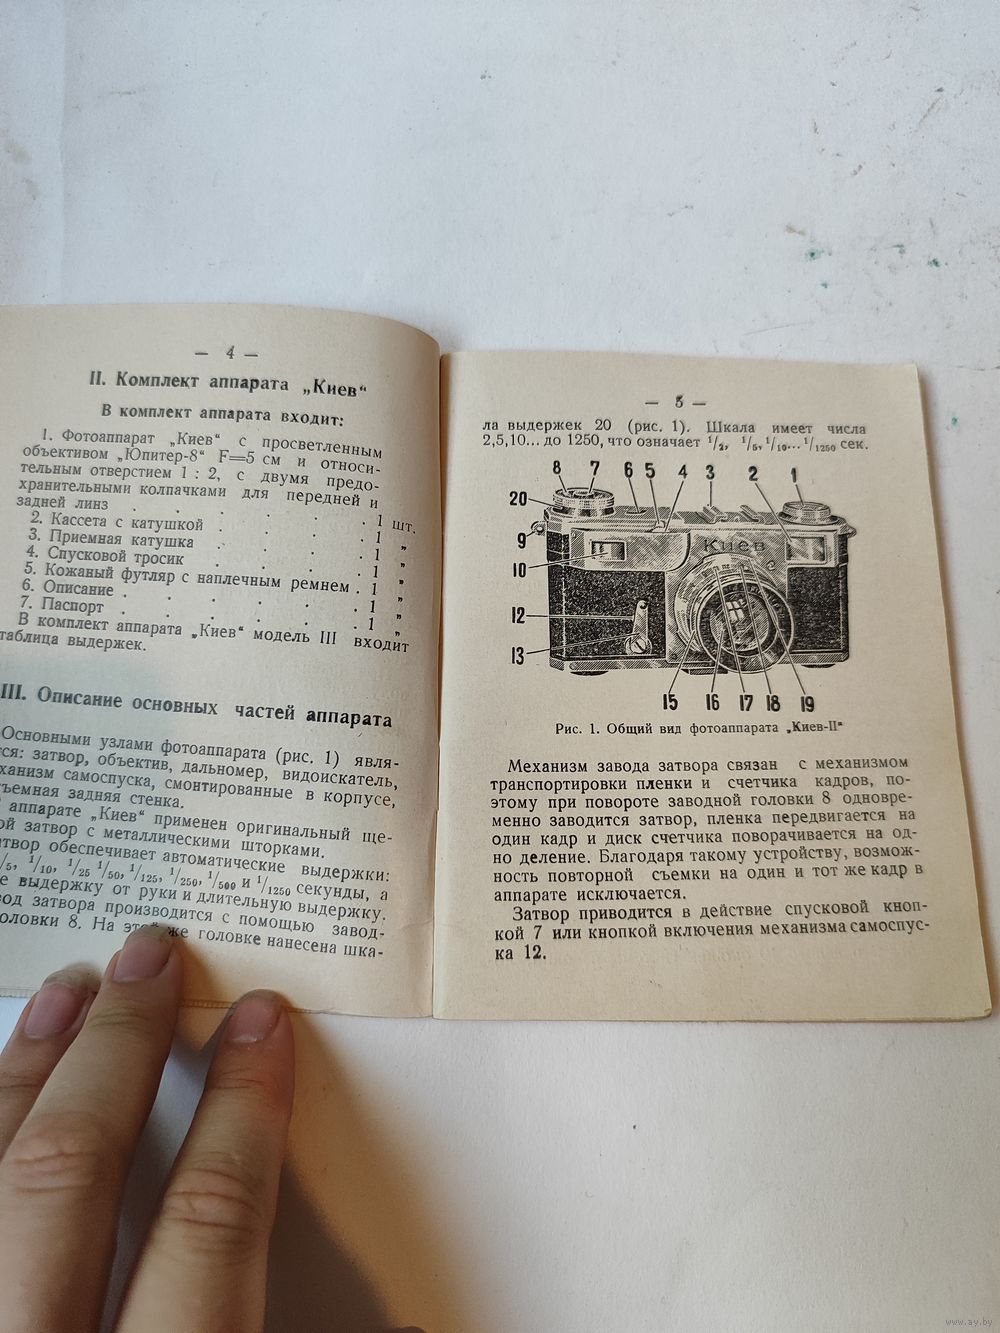 — 4 —
II. Комплект аппарата „Киев“
В комплект аппарата входит:
1. Фотоаппарат „Киев“ с просветленным
объективом „Юпитер-8“ F=5 см и относи-
тельным отверстием 1 : 2, с двумя предо-
хранительными колпачками для передней и
задней линз . . . . . . 1 шт.
2. Кассета с катушкой . . . . 1 „
3. Приемная катушка . . . . 1 „
4. Спусковой тросик . . . . 1 „
5. Кожаный футляр с наплечным ремнем . 1 „
6. Описание . . . . . . 1 „
7. Паспорт . . . . . . 1 „
В комплект аппарата „Киев“ модель III входит
таблица выдержек.
III. Описание основных частей аппарата
Основными узлами фотоаппарата (рис. 1) явля-
тся: затвор, объектив, дальномер, видоискатель,
ханизм самоспуска, смонтированные в корпусе,
ъемная задняя стенка.
аппарате „Киев“ применен оригинальный ще-
ой затвор с металлическими шторками.
атвор обеспечивает автоматические выдержки:
/5, 1/10, 1/25 1/50, 1/125, 1/250, 1/500 и 1/1250 секунды, а
е выдержку от руки и длительную выдержку.
вод затвора производится с помощью завод-
оловки 8. На этой же головке нанесена шка-
— 5 —
ла выдержек 20 (рис. 1). Шкала имеет числа
2,5,10... до 1250, что означает 1/2, 1/5, 1/10... 1/1250 сек.
8 7 6 5 4 3 2 1
20
9
10
12
13
Киев
15 16 17 18 19
Рис. 1. Общий вид фотоаппарата „Киев-II“
Механизм завода затвора связан с механизмом
транспортировки пленки и счетчика кадров, по-
этому при повороте заводной головки 8 одновре-
менно заводится затвор, пленка передвигается на
один кадр и диск счетчика поворачивается на од-
но деление. Благодаря такому устройству, возмож-
ность повторной съемки на один и тот же кадр в
аппарате исключается.
Затвор приводится в действие спусковой кноп-
кой 7 или кнопкой включения механизма самоспус-
ка 12.
www.ay.by